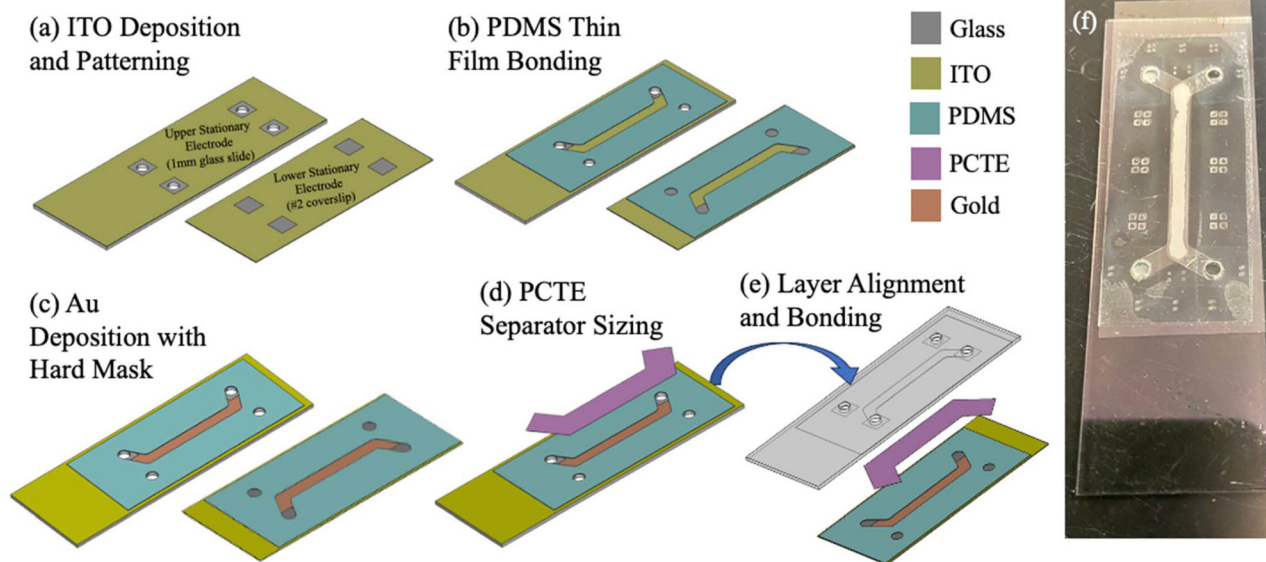 (a) ITO Deposition
and Patterning
Upper Stationary
Electrode
(1mm glass slide)
Lower Stationary
Electrode
(#2 coverslip)
(b) PDMS Thin
Film Bonding
Glass
ITO
PDMS
PCTE
Gold
(c) Au
Deposition with
Hard Mask
(d) PCTE
Separator Sizing
(e) Layer Alignment
and Bonding
(f)